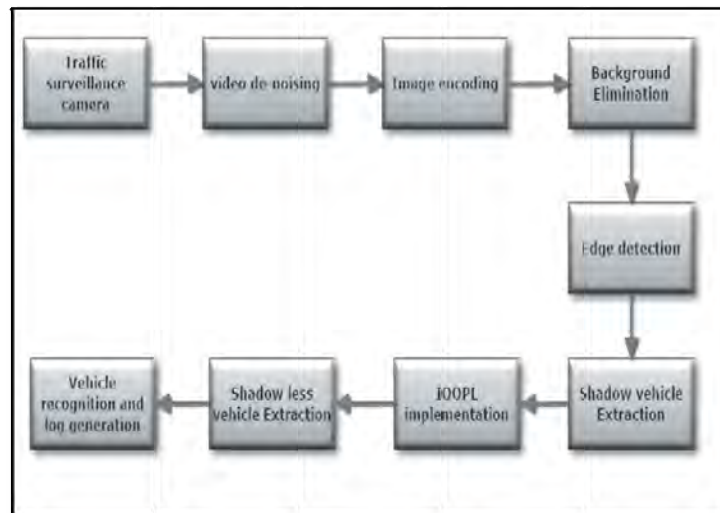 Traffic
surveillance
camera
video de-noising
Image encoding
Background
Elimination
Edge detection
Shadow vehicle
Extraction
JOOPL
implementation
Shadow less
vehicle Extraction
Vehicle
recognition and
log generation